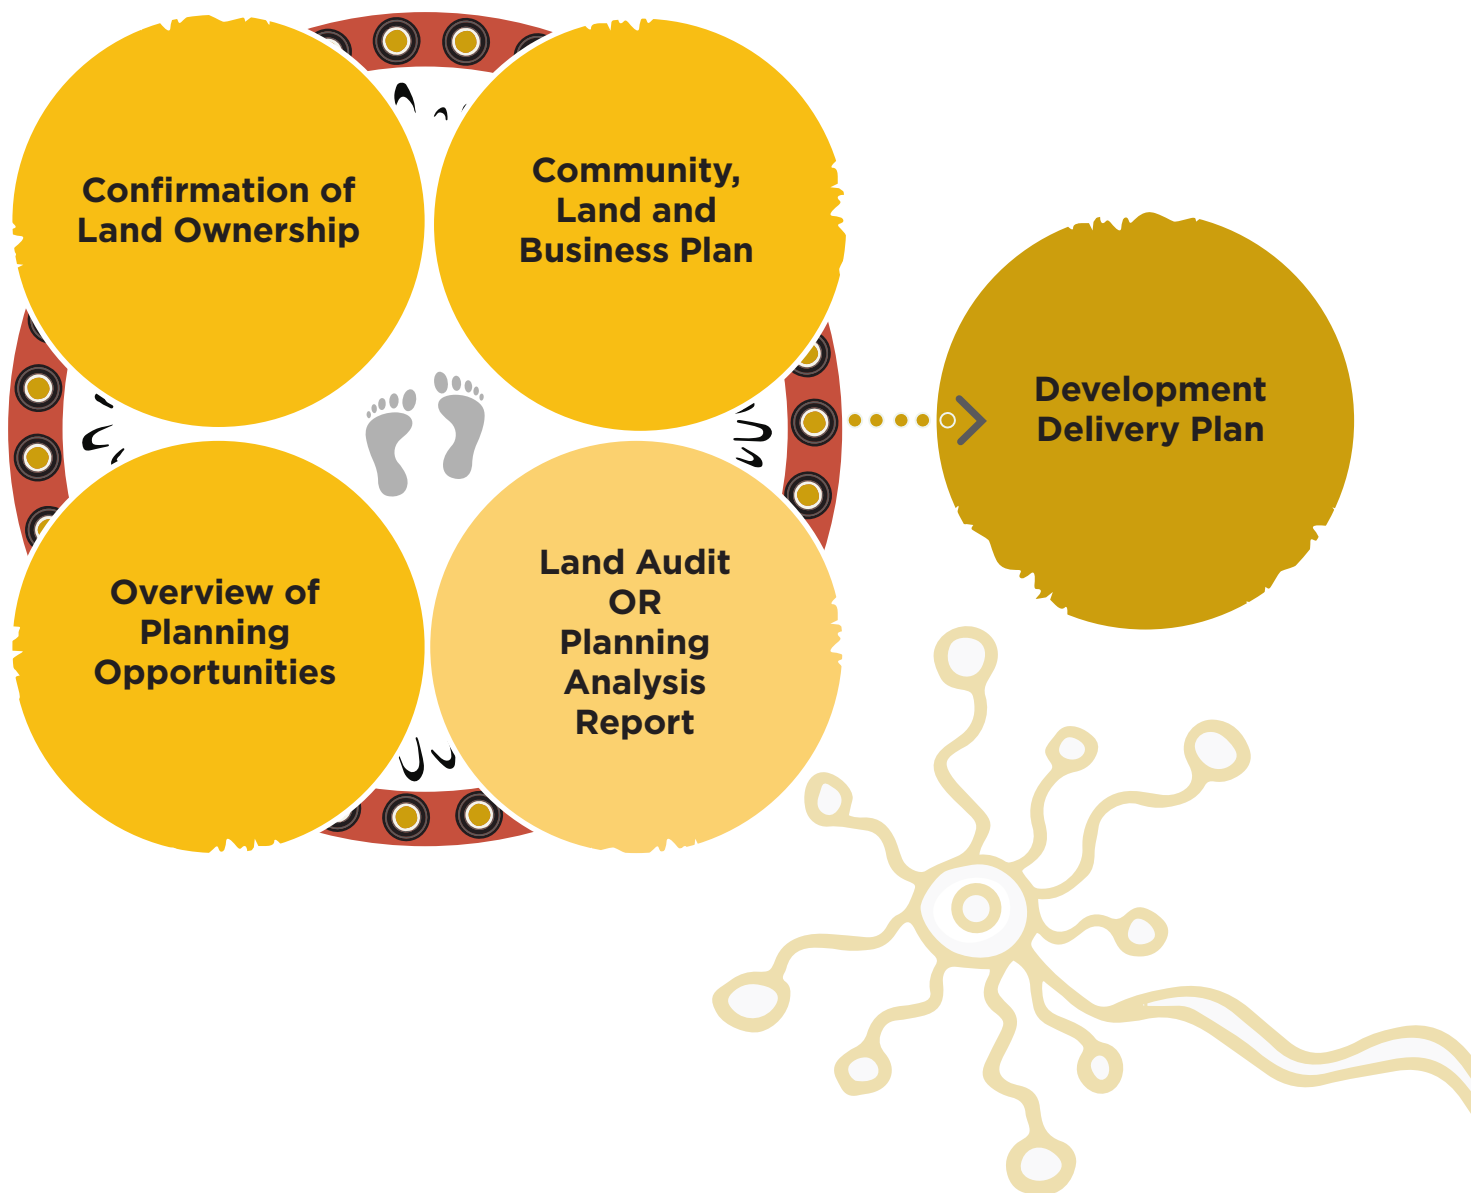 Confirmation of
Land Ownership
Community,
Land and
Business Plan
Development
Delivery Plan
Overview of
Planning
Opportunities
Land Audit
OR
Planning
Analysis
Report